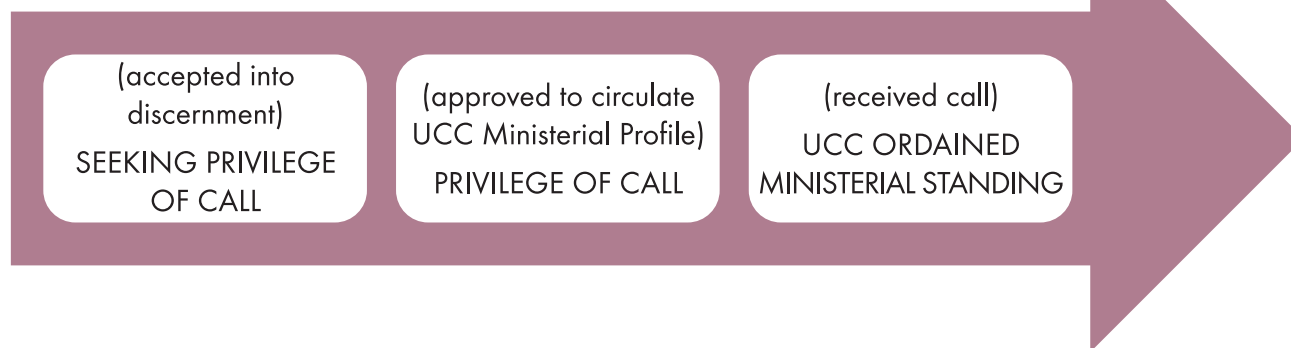 (accepted into
discernment)
SEEKING PRIVILEGE
OF CALL
(approved to circulate
UCC Ministerial Profile)
PRIVILEGE OF CALL
(received call)
UCC ORDAINED
MINISTERIAL STANDING